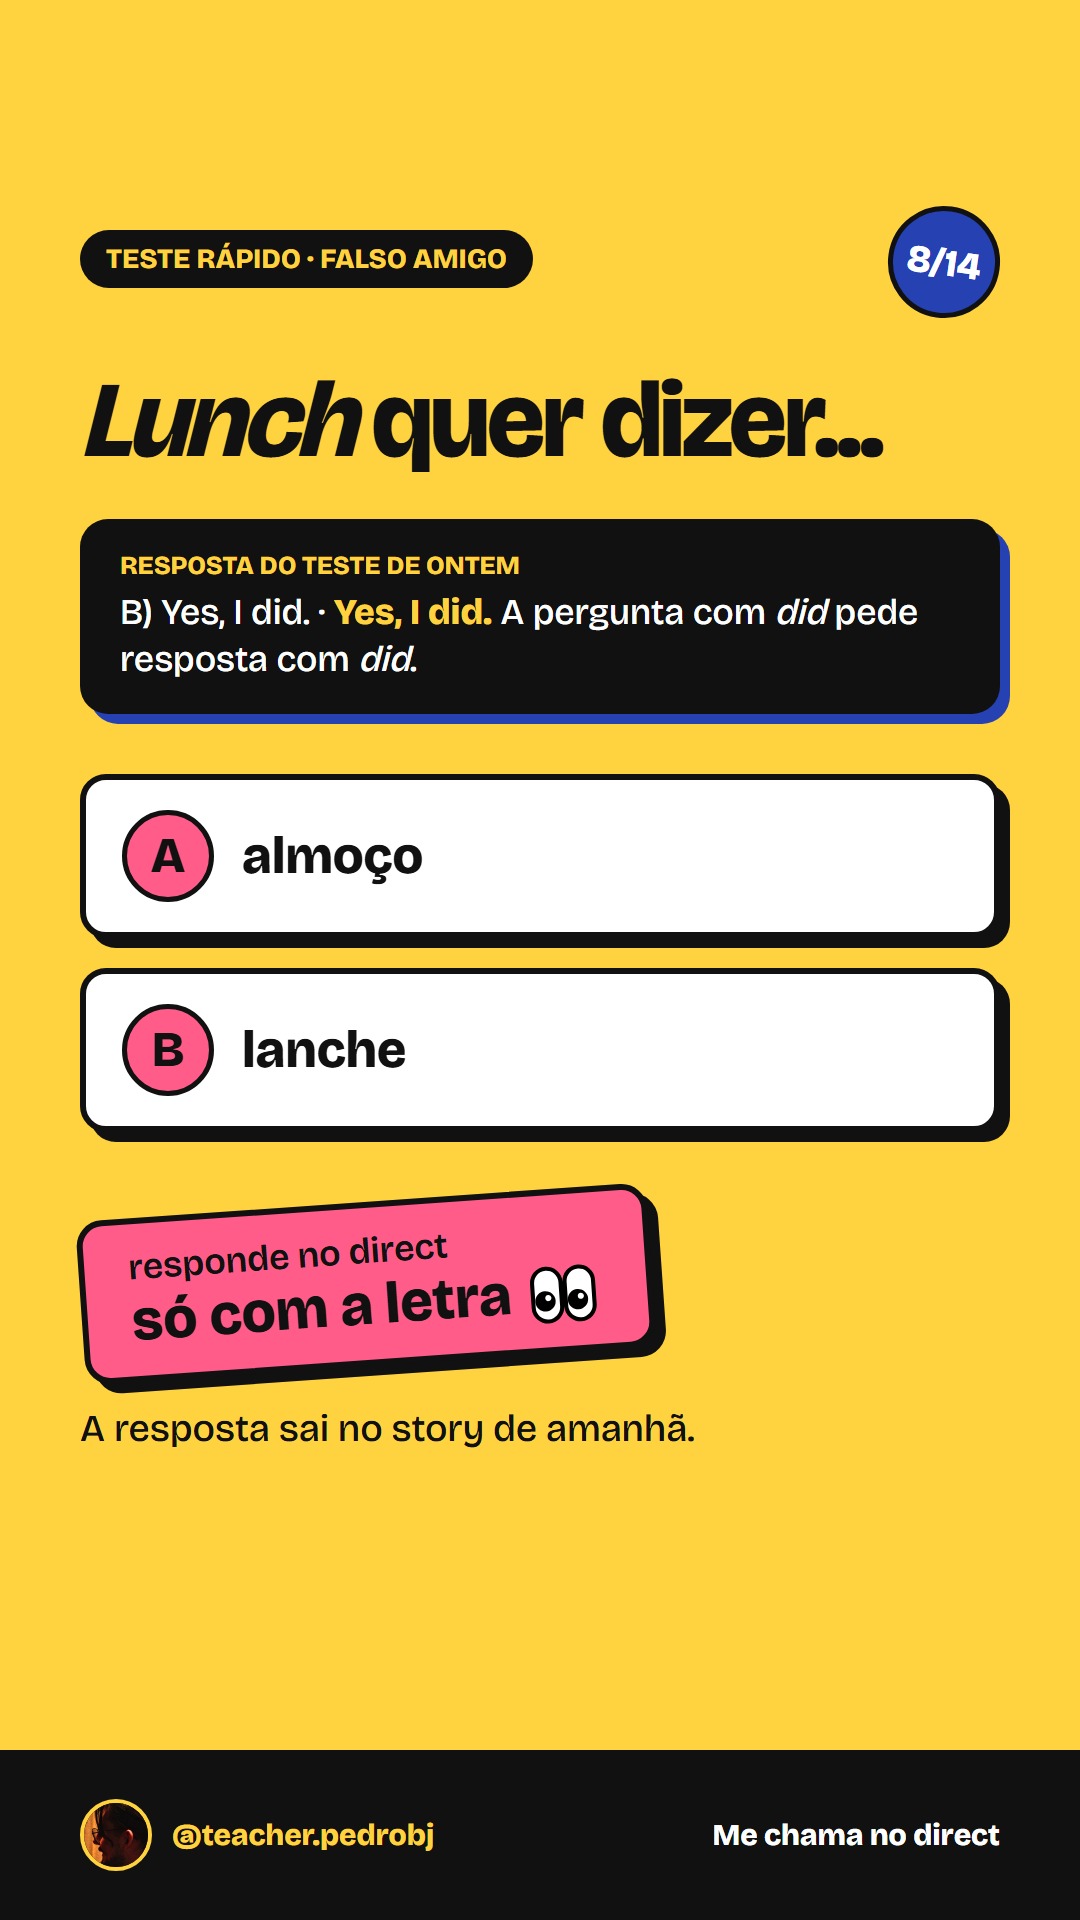 TESTE RÁPIDO · FALSO AMIGO
8/14
Lunch quer dizer...
RESPOSTA DO TESTE DE ONTEM
B) Yes, I did. · Yes, I did. A pergunta com did pede
resposta com did.
A almoço
B lanche
responde no direct
só com a letra 👀
A resposta sai no story de amanhã.
@teacher.pedrobj
Me chama no direct